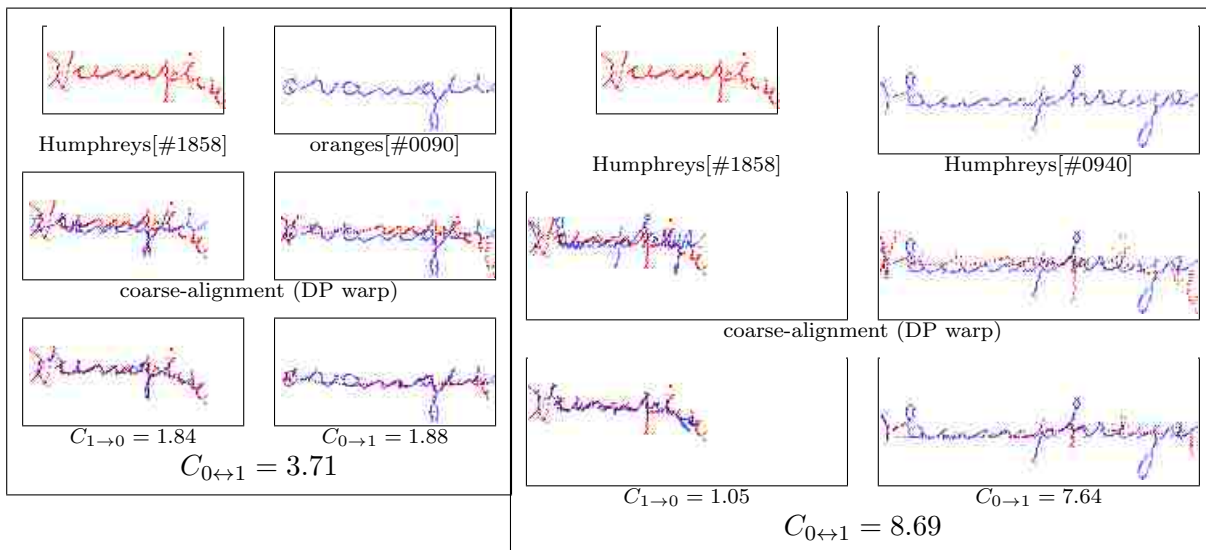 Humphreys[#1858]
oranges[#0090]
coarse-alignment (DP warp)
C1→0 = 1.84
C0→1 = 1.88
C0↔1 = 3.71
Humphreys[#1858]
Humphreys[#0940]
coarse-alignment (DP warp)
C1→0 = 1.05
C0→1 = 7.64
C0↔1 = 8.69